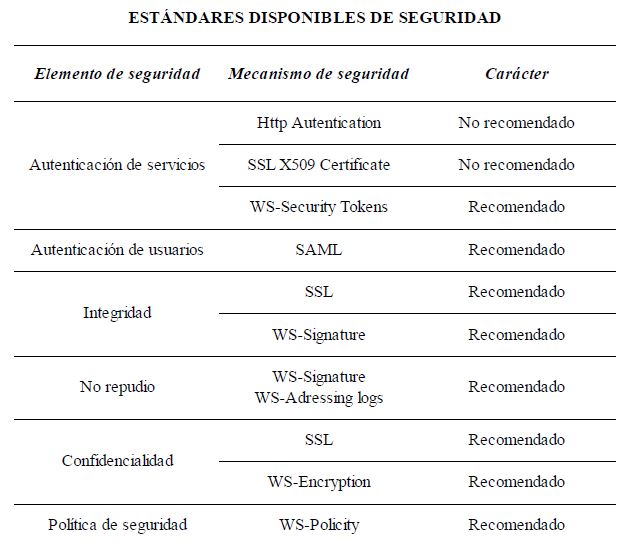 ESTÁNDARES DISPONIBLES DE SEGURIDAD
Elemento de seguridad Mecanismo de seguridad Carácter
Autenticación de servicios
Http Autentication No recomendado
SSL X509 Certificate No recomendado
WS-Security Tokens Recomendado
Autenticación de usuarios SAML Recomendado
Integridad
SSL Recomendado
WS-Signature Recomendado
No repudio
WS-Signature
WS-Adressing logs
Recomendado
Confidencialidad
SSL Recomendado
WS-Encryption Recomendado
Política de seguridad WS-Policity Recomendado